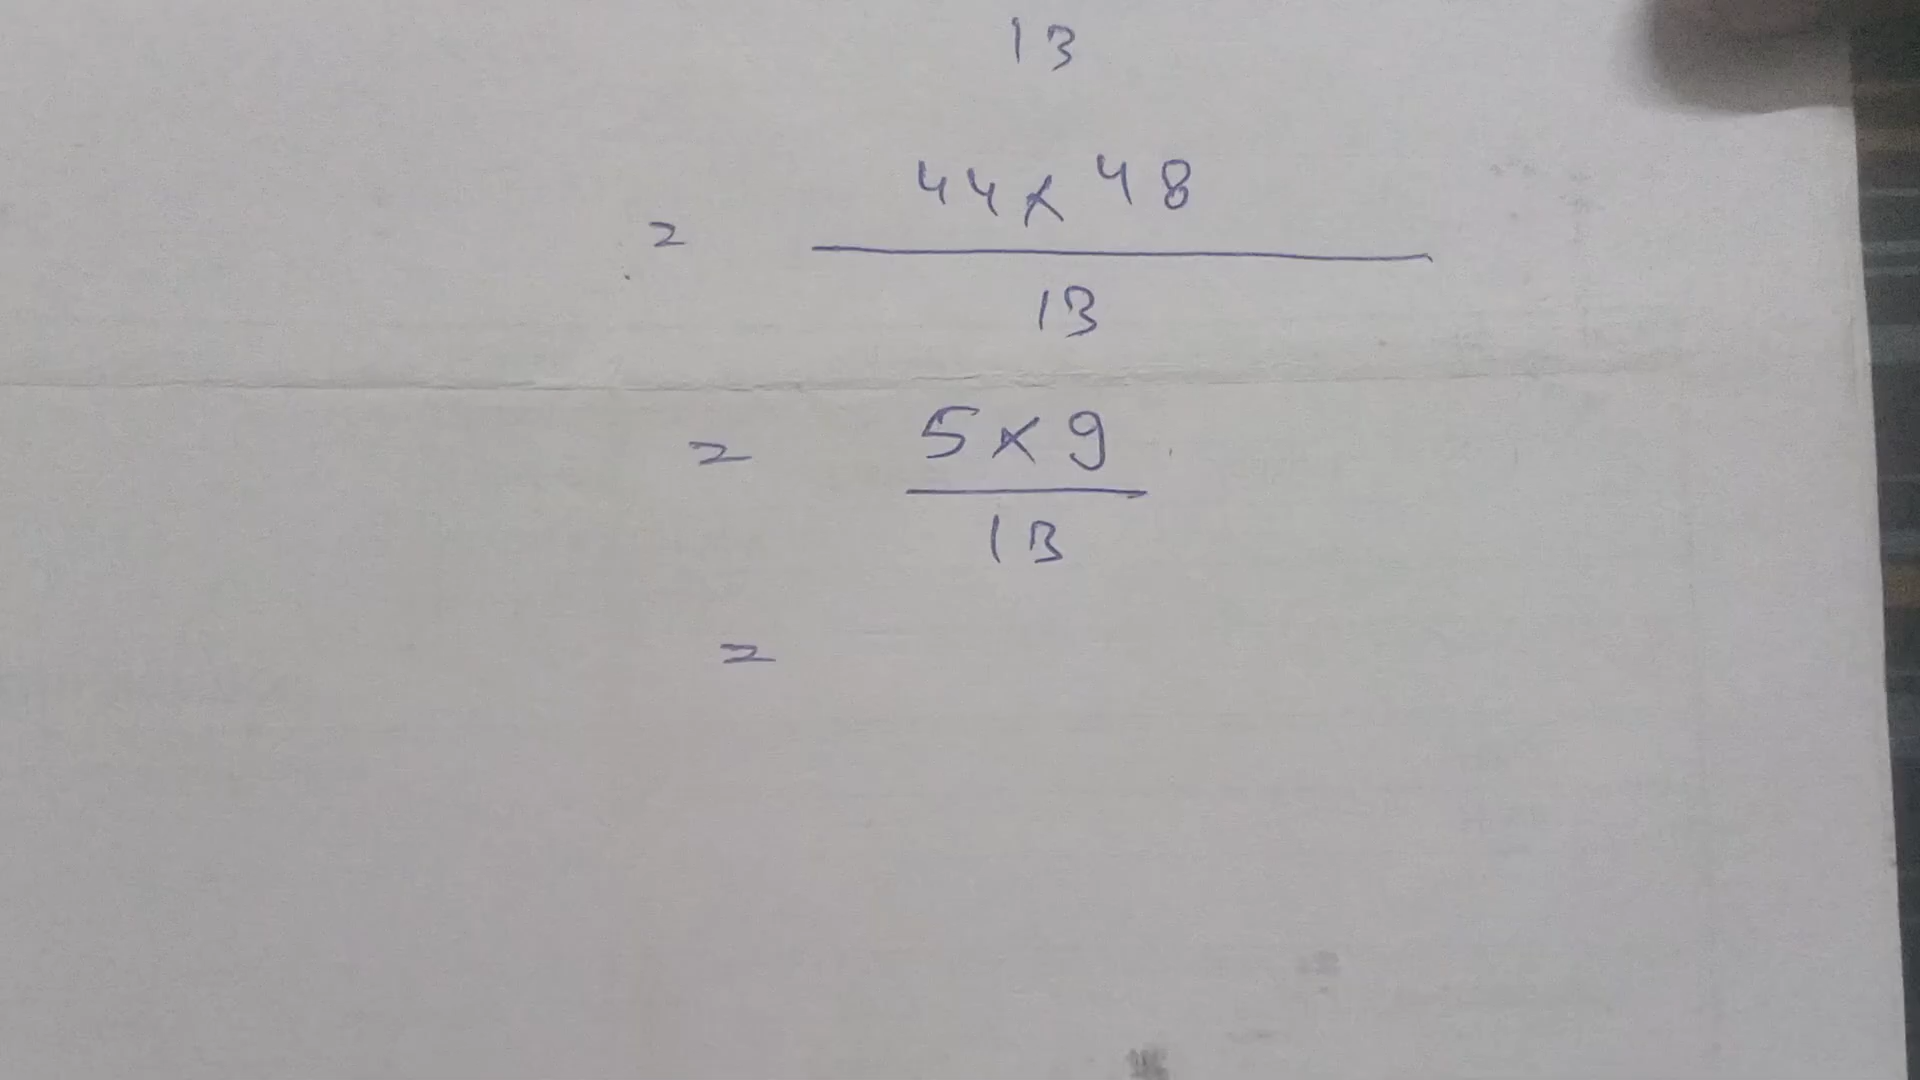 13
= 44 x 48
13
= 5 x 9
13
=